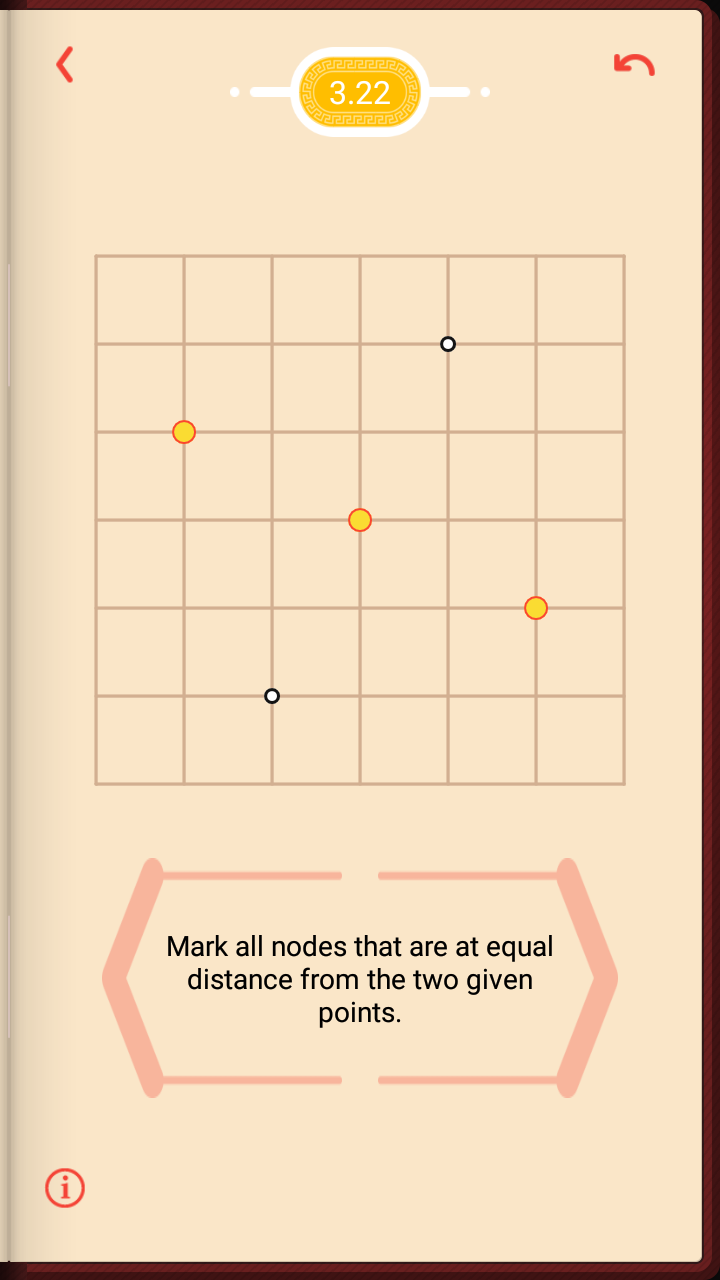 3.22
Mark all nodes that are at equal
distance from the two given
points.